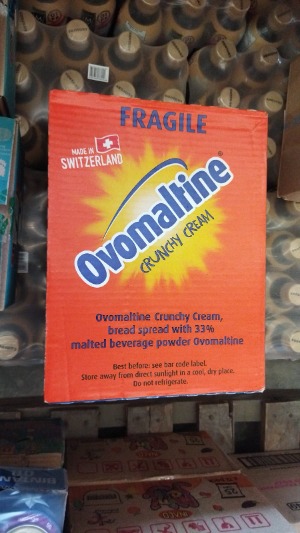 FRAGILE
MADE IN
SWITZERLAND
Ovomaltine®
CRUNCHY CREAM
Ovomaltine Crunchy Cream,
bread spread with 33%
malted beverage powder Ovomaltine
Best before: see bar code label.
Store away from direct sunlight in a cool, dry place.
Do not refrigerate.